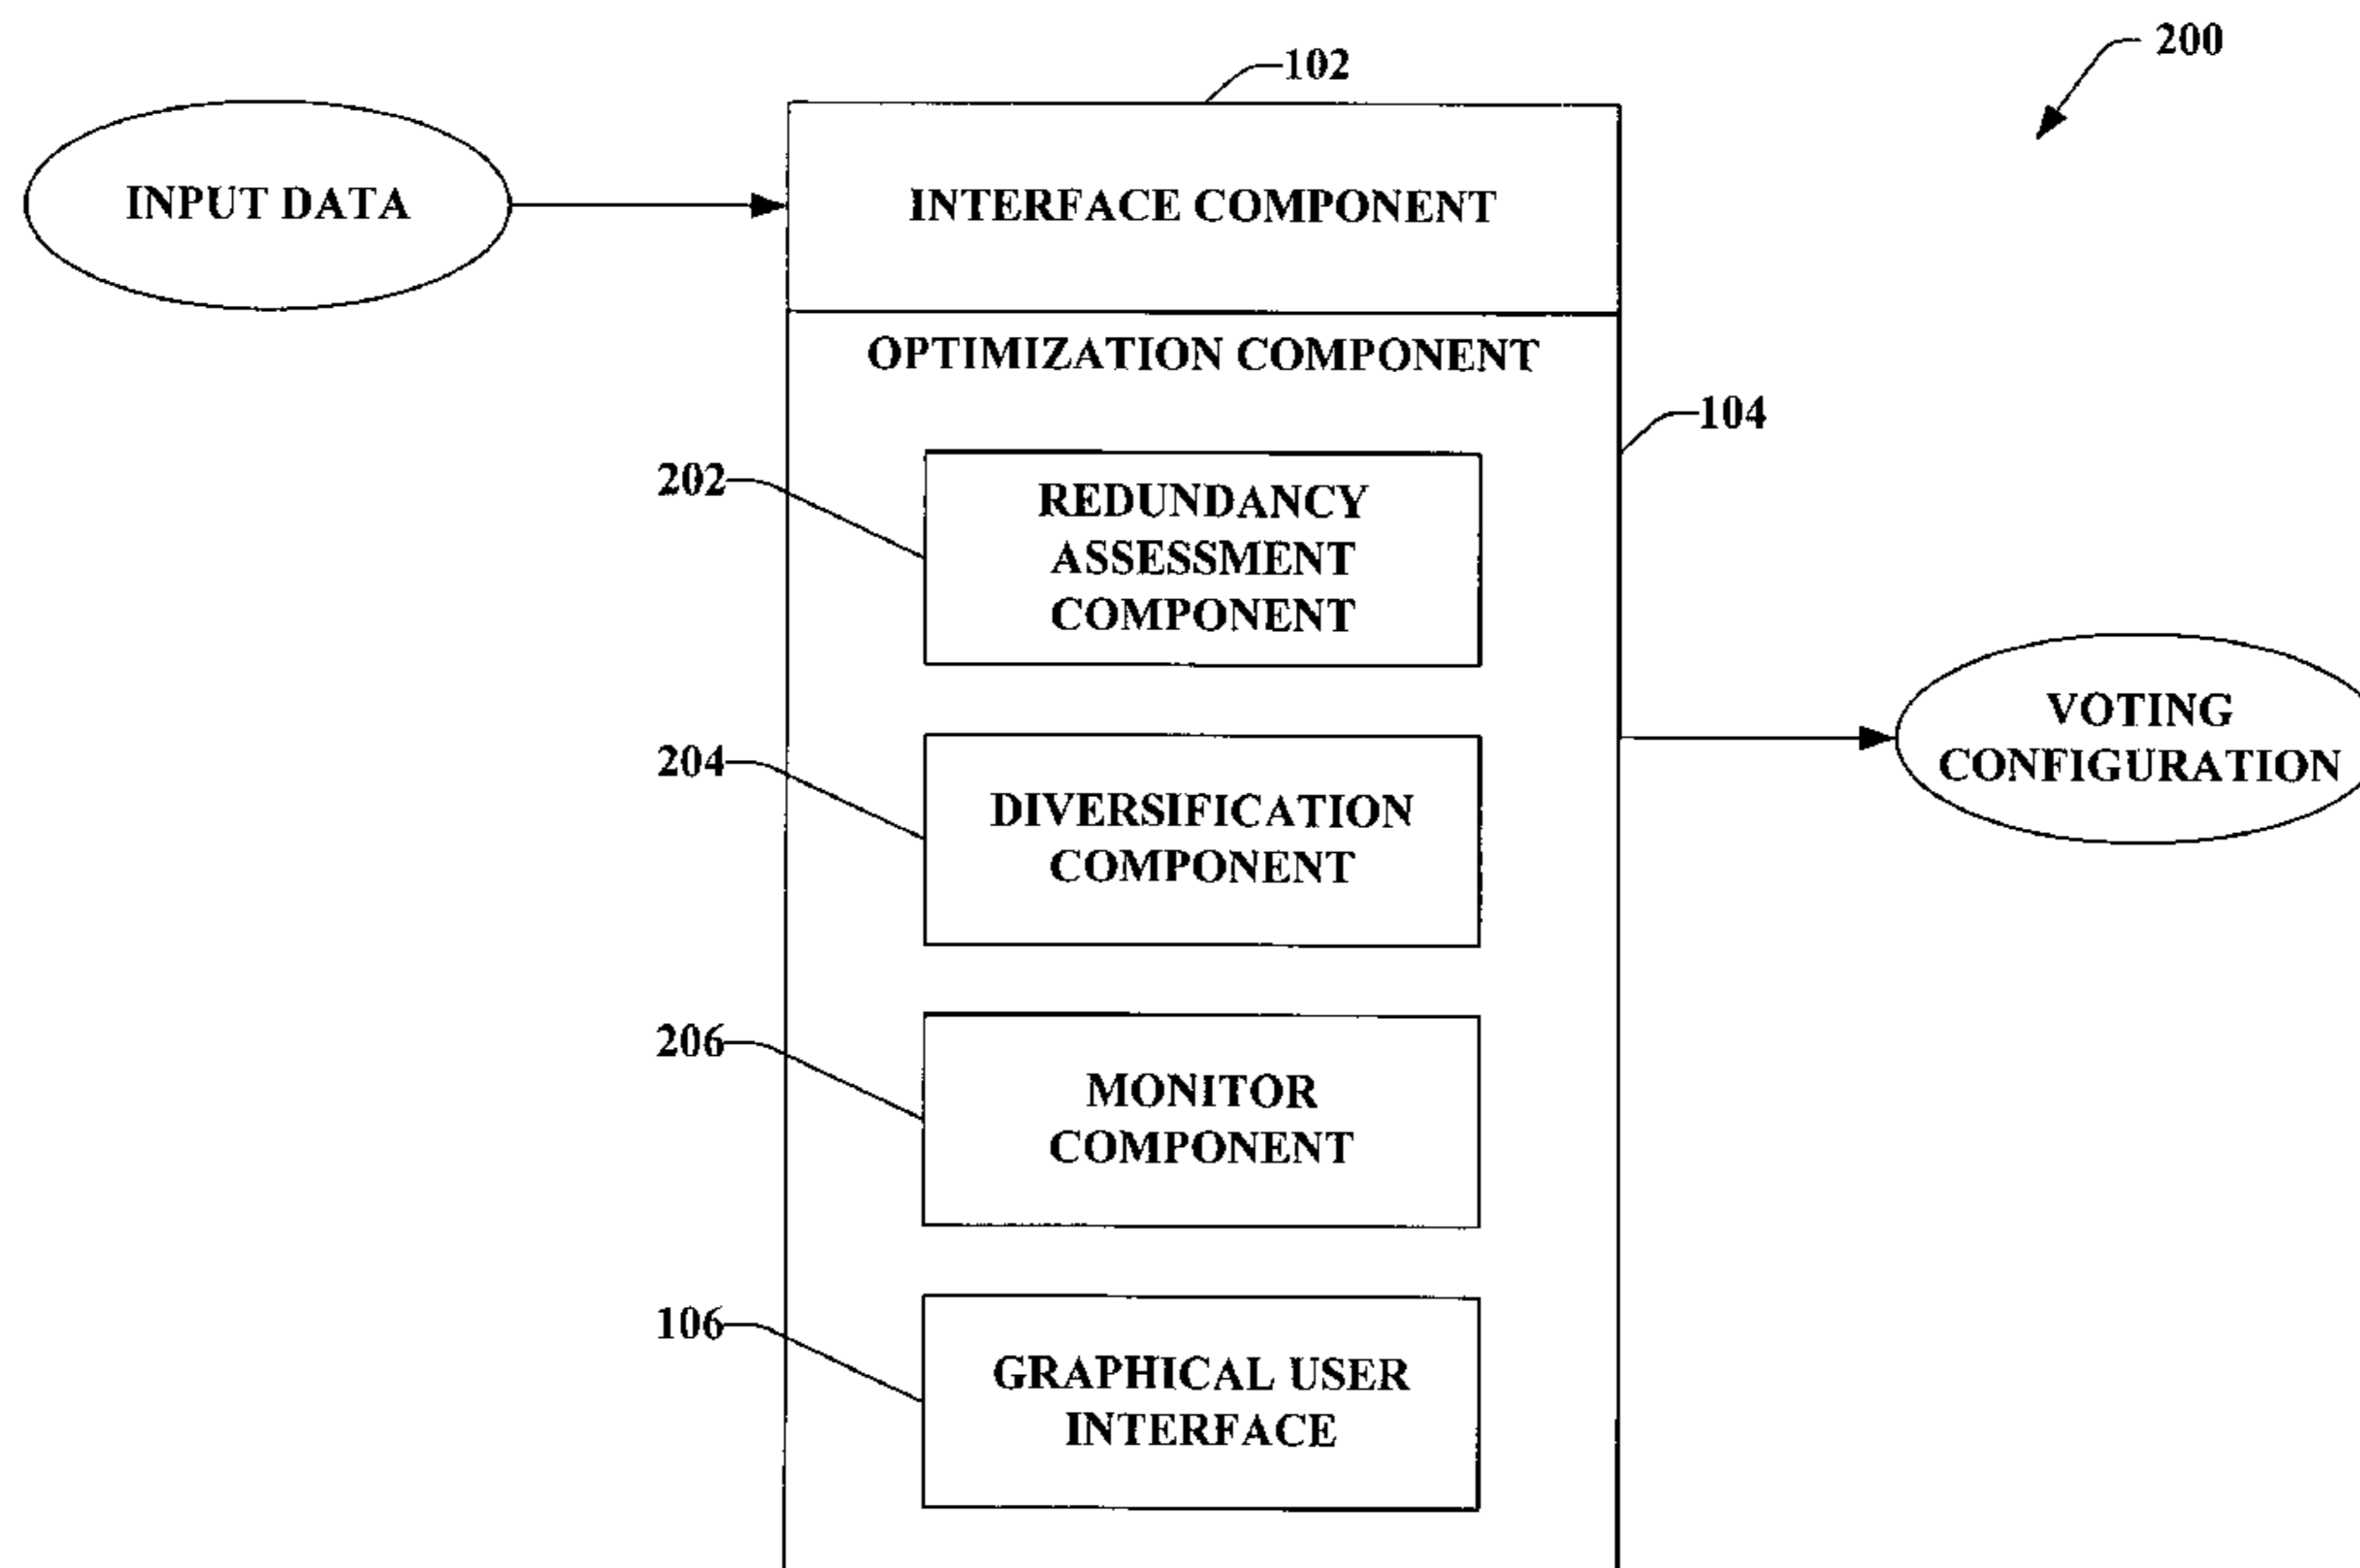 200
102
INPUT DATA
INTERFACE COMPONENT
OPTIMIZATION COMPONENT
104
202
REDUNDANCY
ASSESSMENT
COMPONENT
VOTING
CONFIGURATION
204
DIVERSIFICATION
COMPONENT
206
MONITOR
COMPONENT
106
GRAPHICAL USER
INTERFACE